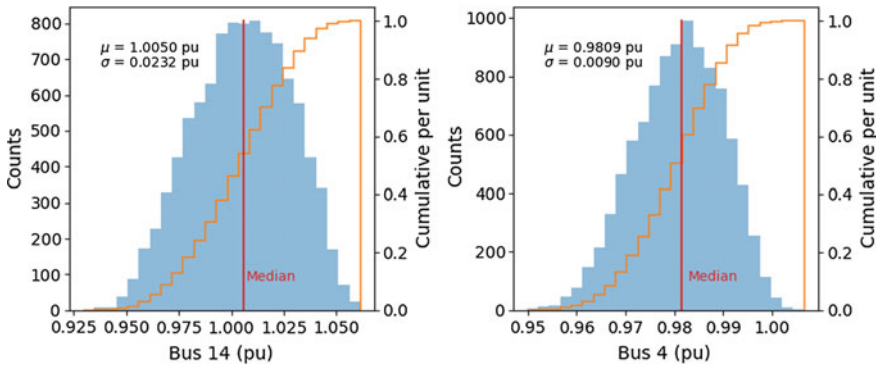 μ = 1.0050 pu
σ = 0.0232 pu
Median
Counts
800
700
600
500
400
300
200
100
0
1.0
0.8
0.6
0.4
0.2
0.0
Cumulative per unit
0.925 0.950 0.975 1.000 1.025 1.050
Bus 14 (pu)
μ = 0.9809 pu
σ = 0.0090 pu
Median
Counts
1000
800
600
400
200
0
1.0
0.8
0.6
0.4
0.2
0.0
Cumulative per unit
0.95 0.96 0.97 0.98 0.99 1.00
Bus 4 (pu)